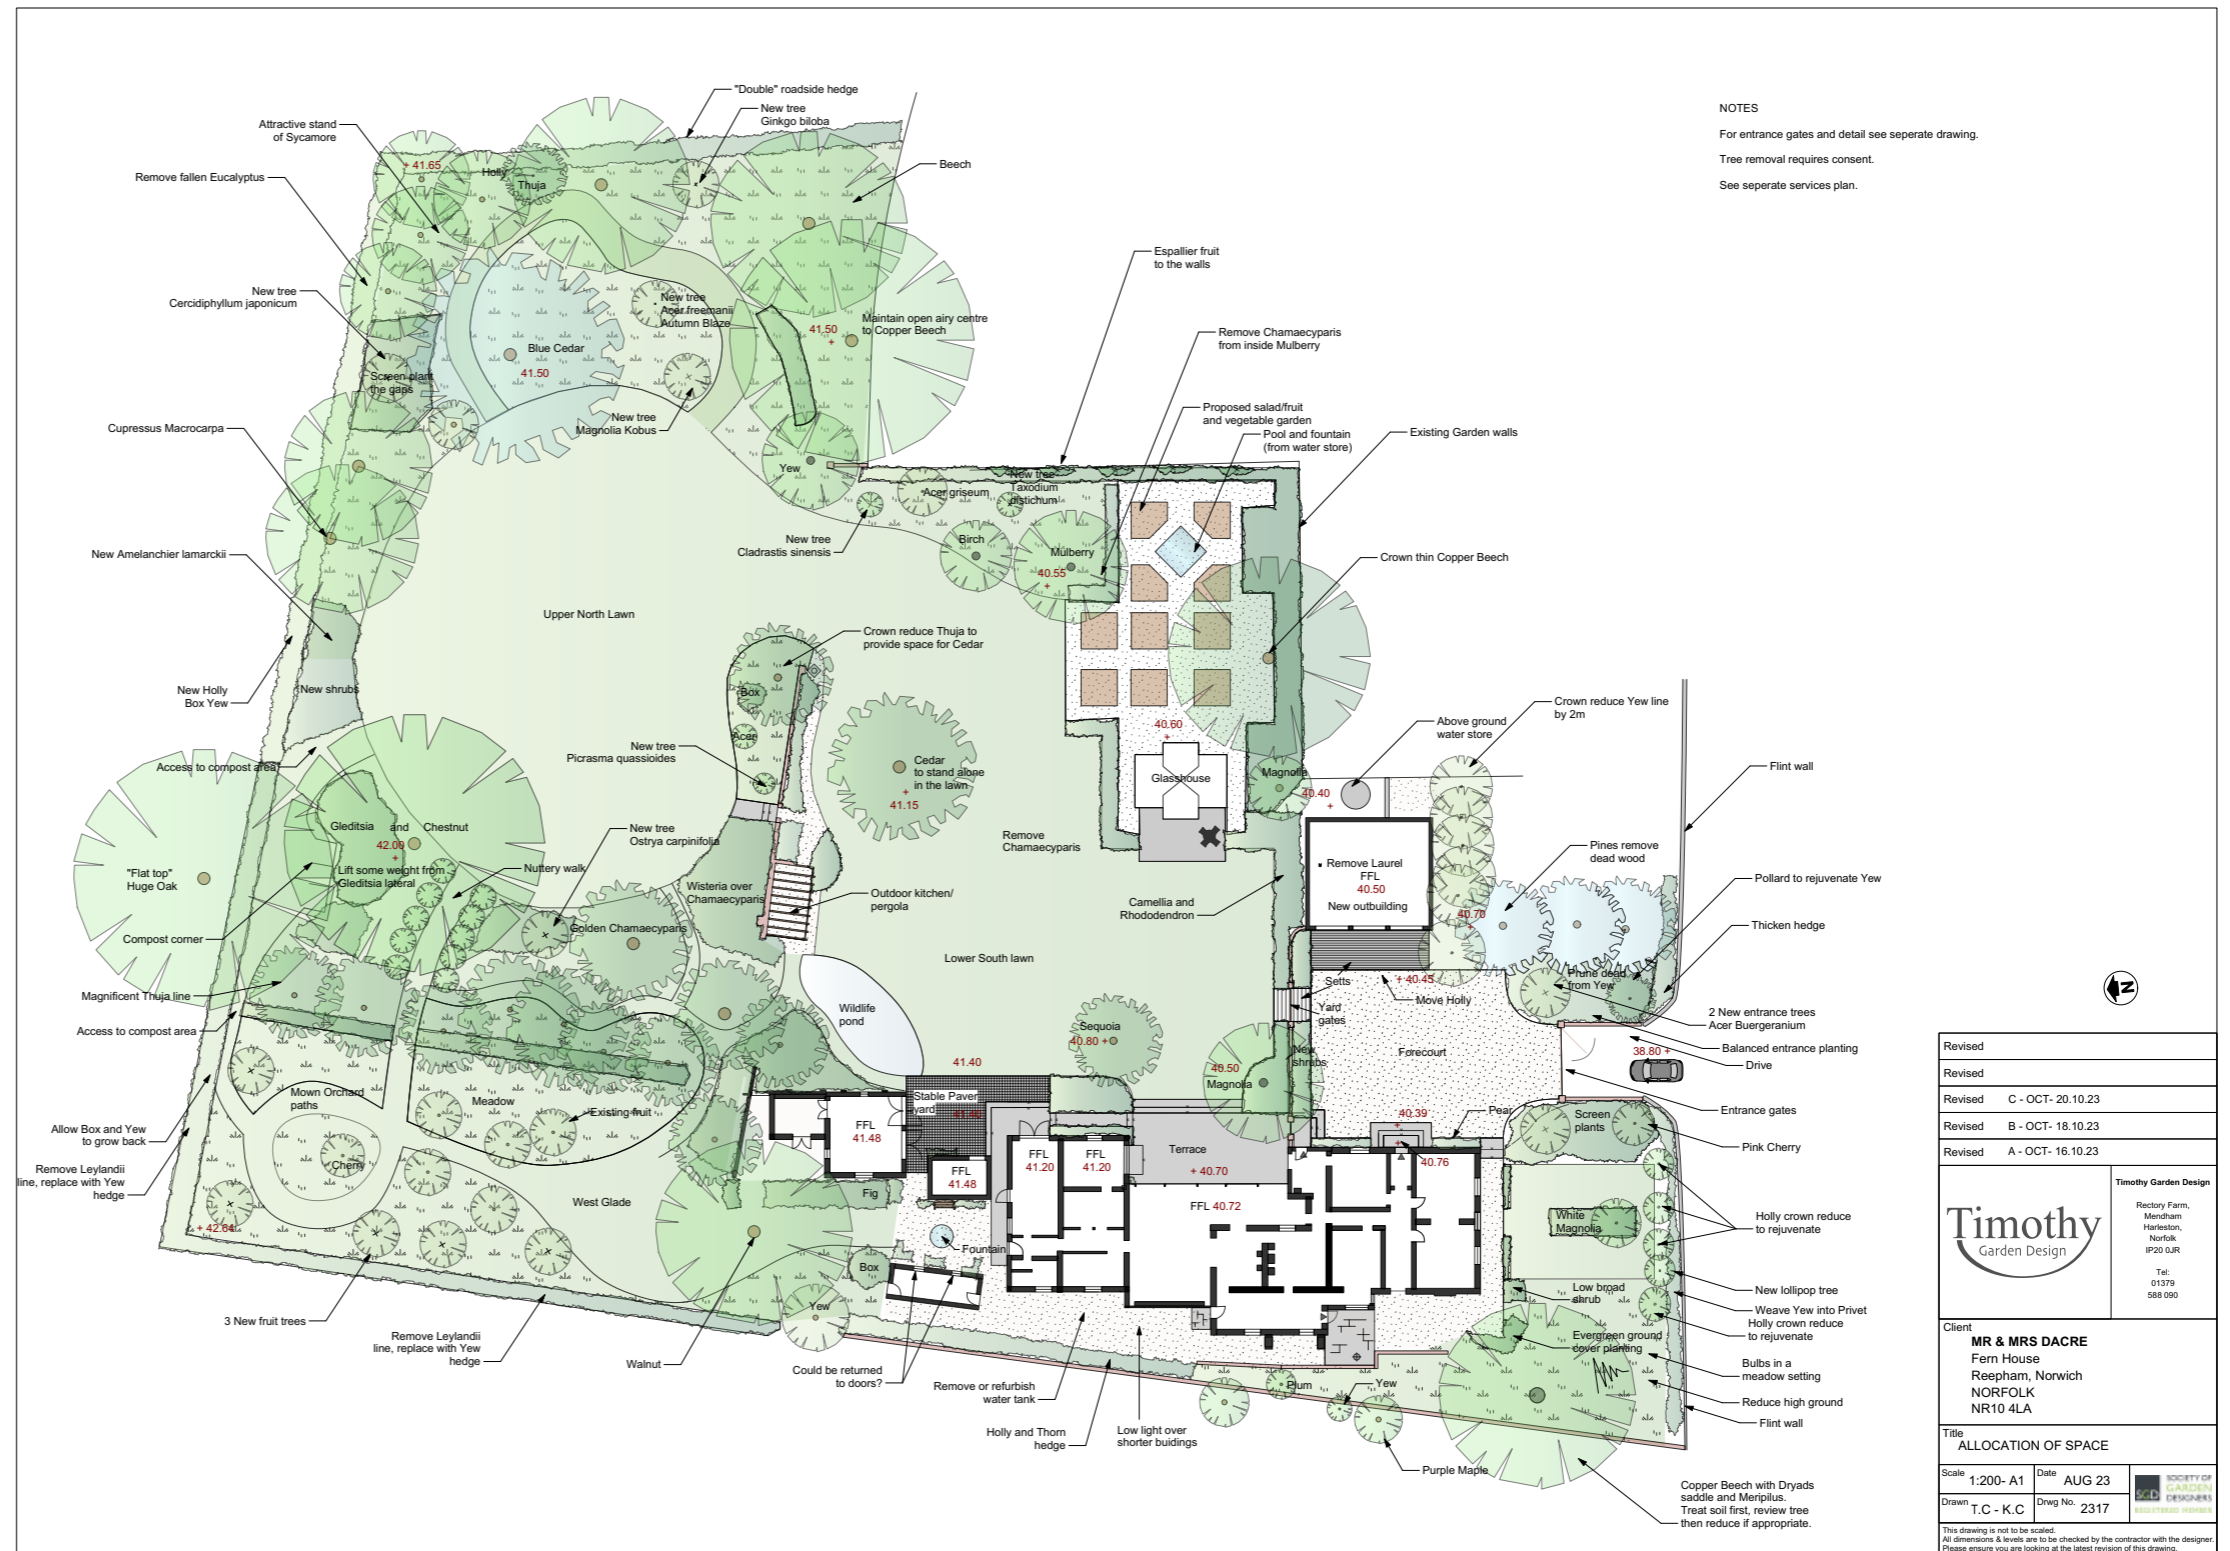 "Double" roadside hedge
New tree
Ginkgo biloba
Attractive stand
of Sycamore
Beech
+ 41.65
Holly
Thuja
Remove fallen Eucalyptus
New tree
Cercidiphyllum japonicum
New tree
Acer freemanii
Autumn Blaze
41.50
+
Maintain open airy centre
to Copper Beech
Blue Cedar
41.50
Screen plant
the gaps
New tree
Magnolia Kobus
Cupressus Macrocarpa
Yew
Espallier fruit
to the walls
Remove Chamaecyparis
from inside Mulberry
Proposed salad/fruit
and vegetable garden
Pool and fountain
(from water store)
Existing Garden walls
Acer griseum
New tree
Taxodium
distichum
New tree
Cladrastis sinensis
Birch
Mulberry
40.55
+
Crown thin Copper Beech
New Amelanchier lamarckii
Upper North Lawn
Crown reduce Thuja to
provide space for Cedar
New Holly
Box Yew
New shrubs
Box
Acer
New tree
Picrasma quassioides
Access to compost area
Cedar
to stand alone
in the lawn
+
41.15
40.60
+
Glasshouse
Magnolia
40.40
+
Above ground
water store
Crown reduce Yew line
by 2m
Flint wall
Gleditsia and Chestnut
42.00
+
Lift some weight from
Gleditsia lateral
"Flat top"
Huge Oak
New tree
Ostrya carpinifolia
Nuttery walk
Wisteria over
Chamaecyparis
Outdoor kitchen/
pergola
Remove
Chamaecyparis
Camellia and
Rhododendron
Remove Laurel
FFL
40.50
New outbuilding
Pines remove
dead wood
Pollard to rejuvenate Yew
Thicken hedge
40.70
+
Compost corner
Golden Chamaecyparis
Lower South lawn
Magnificent Thuja line
Access to compost area
Wildlife
pond
Setts
+ 40.45
Move Holly
Yard
gates
Prune dead
from Yew
2 New entrance trees
Acer Buergeranium
Balanced entrance planting
Drive
Sequoia
40.80 +
41.40
New
shrubs
40.50
Magnolia
Forecourt
38.80 +
Entrance gates
Mown Orchard
paths
Meadow
Existing fruit
Stable Paver
yard
FFL
41.48
FFL
41.48
FFL
41.20
FFL
41.20
Terrace
+ 40.70
40.39
+
Pear
+
40.76
Screen
plants
Pink Cherry
Allow Box and Yew
to grow back
Remove Leylandii
line, replace with Yew
hedge
Cherry
West Glade
Fig
FFL 40.72
White
Magnolia
Holly crown reduce
to rejuvenate
+ 42.64
Fountain
Box
Yew
Low broad
shrub
New lollipop tree
Weave Yew into Privet
Holly crown reduce
to rejuvenate
Evergreen ground
cover planting
3 New fruit trees
Remove Leylandii
line, replace with Yew
hedge
Walnut
Could be returned
to doors?
Remove or refurbish
water tank
Holly and Thorn
hedge
Low light over
shorter buidings
Plum
Yew
Purple Maple
Bulbs in a
meadow setting
Reduce high ground
Flint wall
Copper Beech with Dryads
saddle and Meripilus.
Treat soil first, review tree
then reduce if appropriate.
NOTES
For entrance gates and detail see seperate drawing.
Tree removal requires consent.
See seperate services plan.
N
Revised
Revised
Revised C - OCT- 20.10.23
Revised B - OCT- 18.10.23
Revised A - OCT- 16.10.23
Timothy
Garden Design
Timothy Garden Design
Rectory Farm,
Mendham
Harleston,
Norfolk
IP20 0JR
Tel:
01379
588 090
Client
MR & MRS DACRE
Fern House
Reepham, Norwich
NORFOLK
NR10 4LA
Title
ALLOCATION OF SPACE
Scale 1:200- A1
Date AUG 23
Drawn T.C - K.C
Drwg No. 2317
SGD
SOCIETY OF
GARDEN
DESIGNERS
REGISTERED MEMBER
This drawing is not to be scaled.
All dimensions & levels are to be checked by the contractor with the designer.
Please ensure you are looking at the latest revision of this drawing.